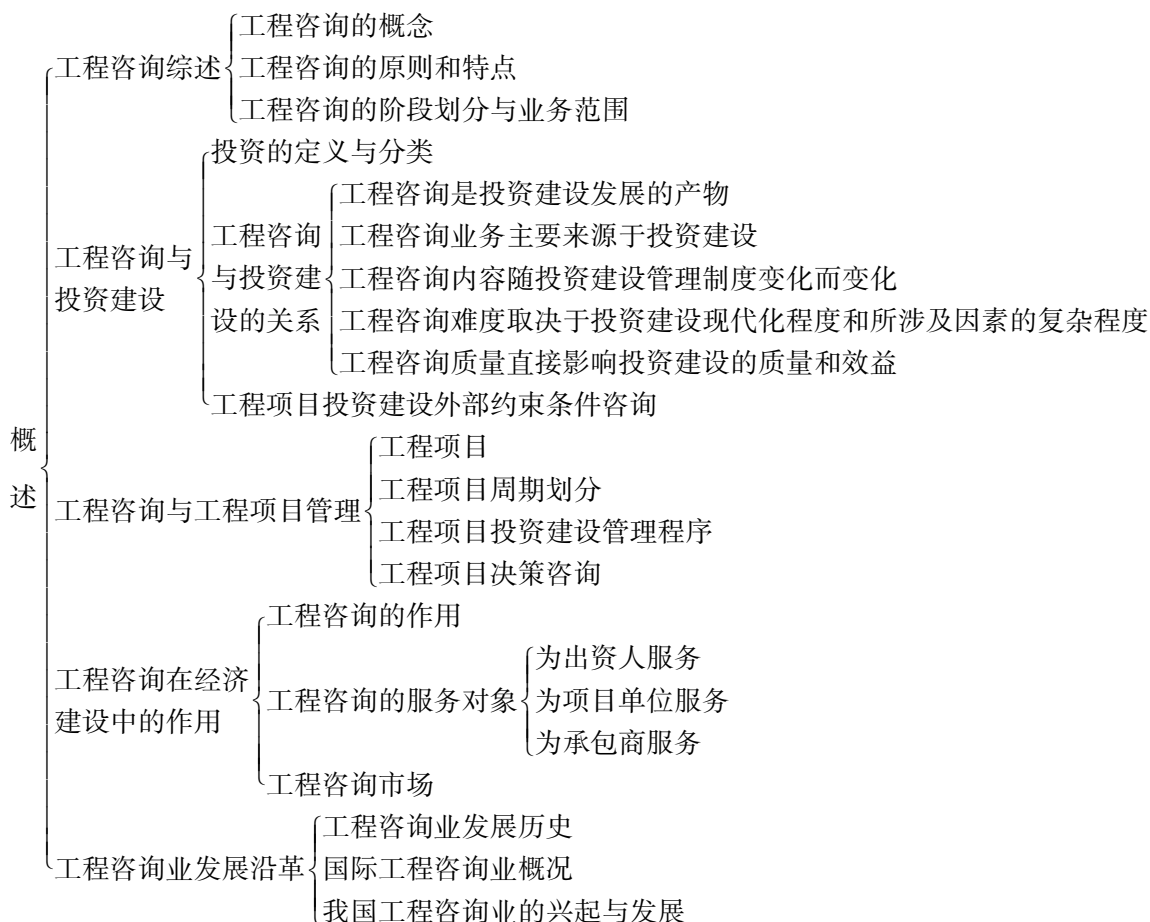 概述
工程咨询综述
工程咨询的概念
工程咨询的原则和特点
工程咨询的阶段划分与业务范围
工程咨询与
投资建设
投资的定义与分类
工程咨询
与投资建
设的关系
工程咨询是投资建设发展的产物
工程咨询业务主要来源于投资建设
工程咨询内容随投资建设管理制度变化而变化
工程咨询难度取决于投资建设现代化程度和所涉及因素的复杂程度
工程咨询质量直接影响投资建设的质量和效益
工程项目投资建设外部约束条件咨询
工程咨询与工程项目管理
工程项目
工程项目周期划分
工程项目投资建设管理程序
工程项目决策咨询
工程咨询在经济
建设中的作用
工程咨询的作用
工程咨询的服务对象
为出资人服务
为项目单位服务
为承包商服务
工程咨询市场
工程咨询业发展沿革
工程咨询业发展历史
国际工程咨询业概况
我国工程咨询业的兴起与发展